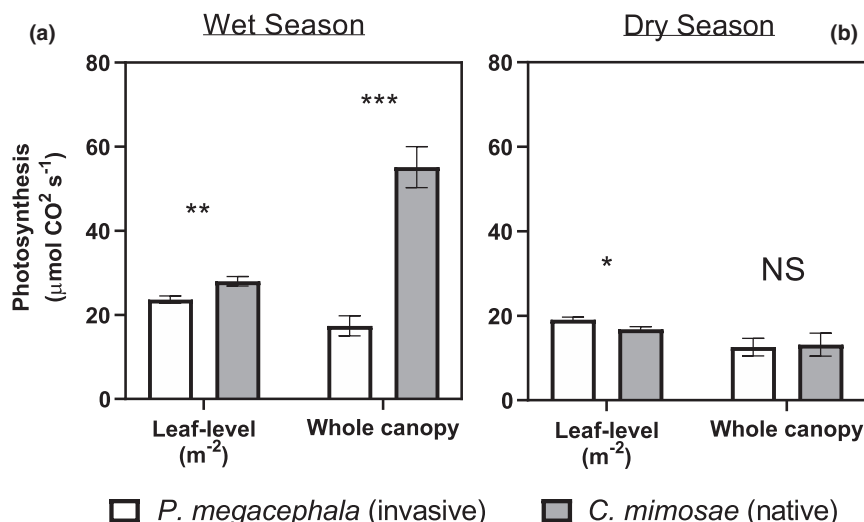 (a) Wet Season Dry Season (b)
80 80
*** 
60 60
Photosynthesis
(μmol CO² s⁻¹)
** 
40 40
* NS
20 20
0 0
Leaf-level Whole canopy Leaf-level Whole canopy
(m⁻²) (m⁻²)
P. megacephala (invasive) C. mimosae (native)